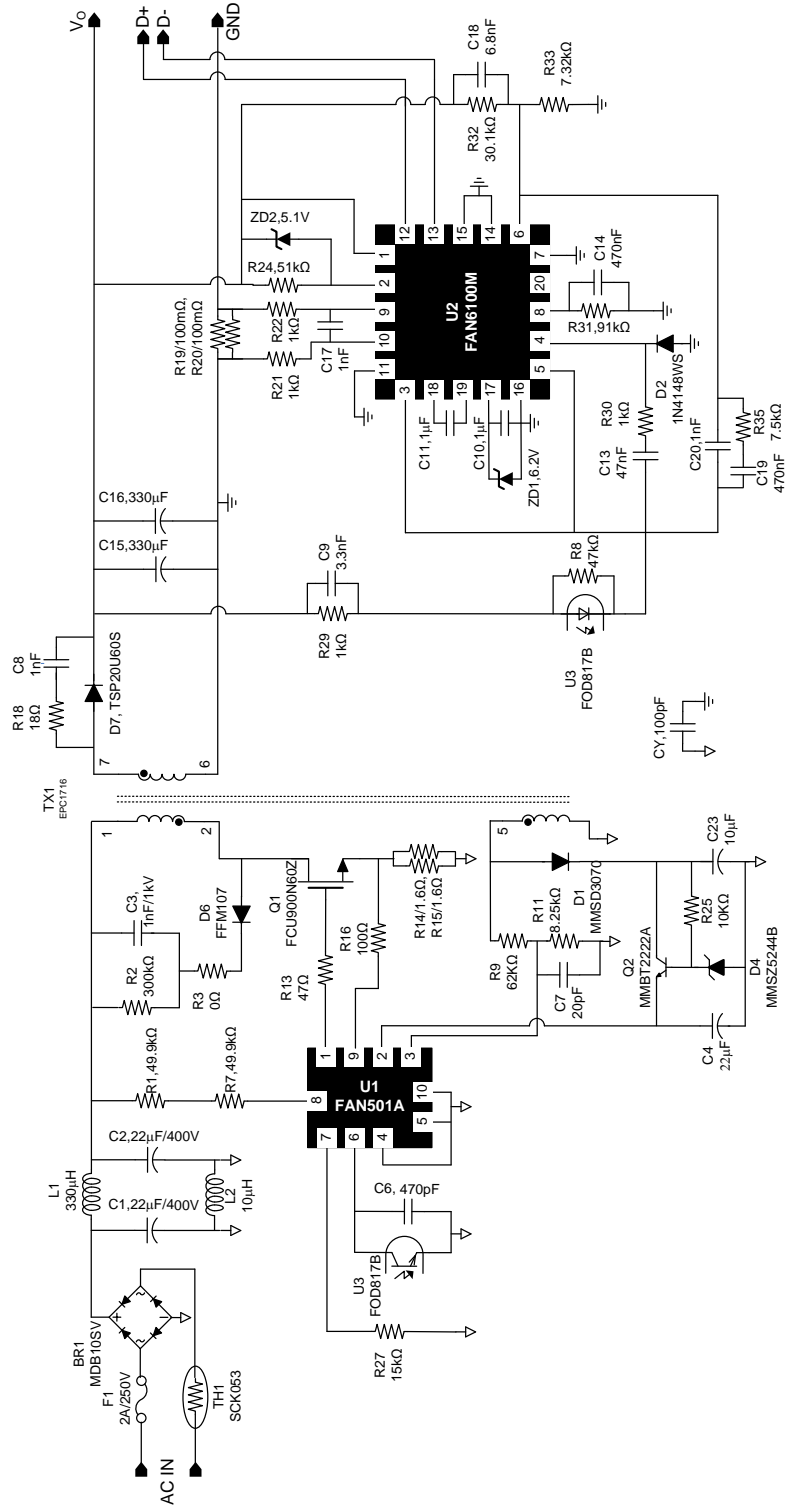 AC IN
F1
2A/250V
TH1
SCK053
BR1
MDB10SV
+
~
~
−
L1
330µH
C1,22µF/400V
C2,22µF/400V
L2
10µH
R1,49.9kΩ
R7,49.9kΩ
R2
300kΩ
C3,
1nF/1kV
R3
0Ω
D6
FFM107
TX1
EPC1716
1
2
7
6
5
R18
18Ω
C8
1nF
D7, TSP20U60S
C15,330µF
C16,330µF
R19/100mΩ,
R20/100mΩ
VO
D+
D-
GND
R27
15kΩ
U3
FOD817B
C6, 470pF
U1
FAN501A
8
7
6
4
5
10
1
9
2
3
R13
47Ω
Q1
FCU900N60Z
R16
100Ω
R14/1.6Ω,
R15/1.6Ω
R9
62KΩ
R11
8.25kΩ
C7
20pF
D1
MMSD3070
Q2
MMBT2222A
R25
10KΩ
C23
10µF
C4
22µF
D4
MMSZ5244B
CY,100pF
R29
1kΩ
C9
3.3nF
U3
FOD817B
R8
47kΩ
R21
1kΩ
R22
1kΩ
C17
1nF
R24,51kΩ
ZD2,5.1V
U2
FAN6100M
11
10
9
2
1
3
18
19
17
16
12
13
15
14
6
5
4
8
20
7
C11,1µF
C10,1µF
ZD1,6.2V
C13
47nF
R30
1kΩ
D2
1N4148WS
R31,91kΩ
C14
470nF
C20,1nF
C19
470nF
R35
7.5kΩ
R32
30.1kΩ
C18
6.8nF
R33
7.32kΩ